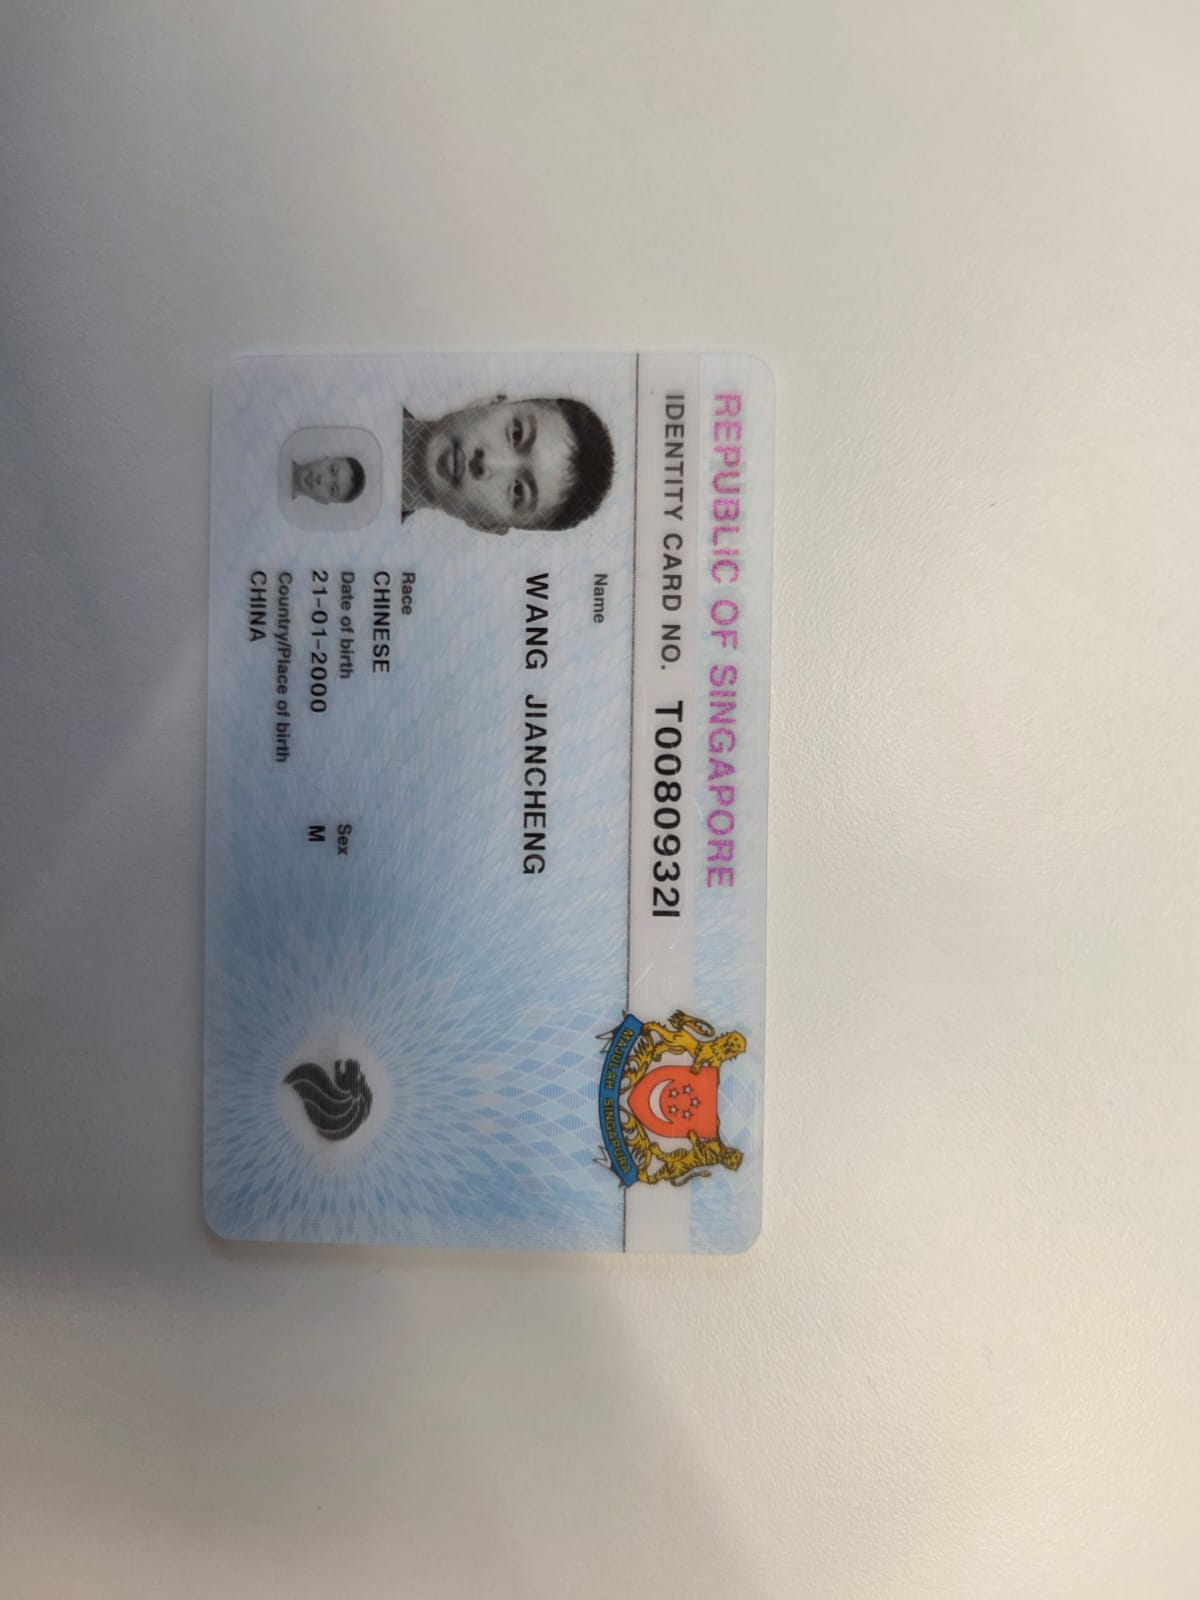 REPUBLIC OF SINGAPORE
IDENTITY CARD NO. T0080932I
MAJULAH SINGAPURA
Name
WANG JIANCHENG
Race
CHINESE
Date of birth Sex
21-01-2000 M
Country/Place of birth
CHINA